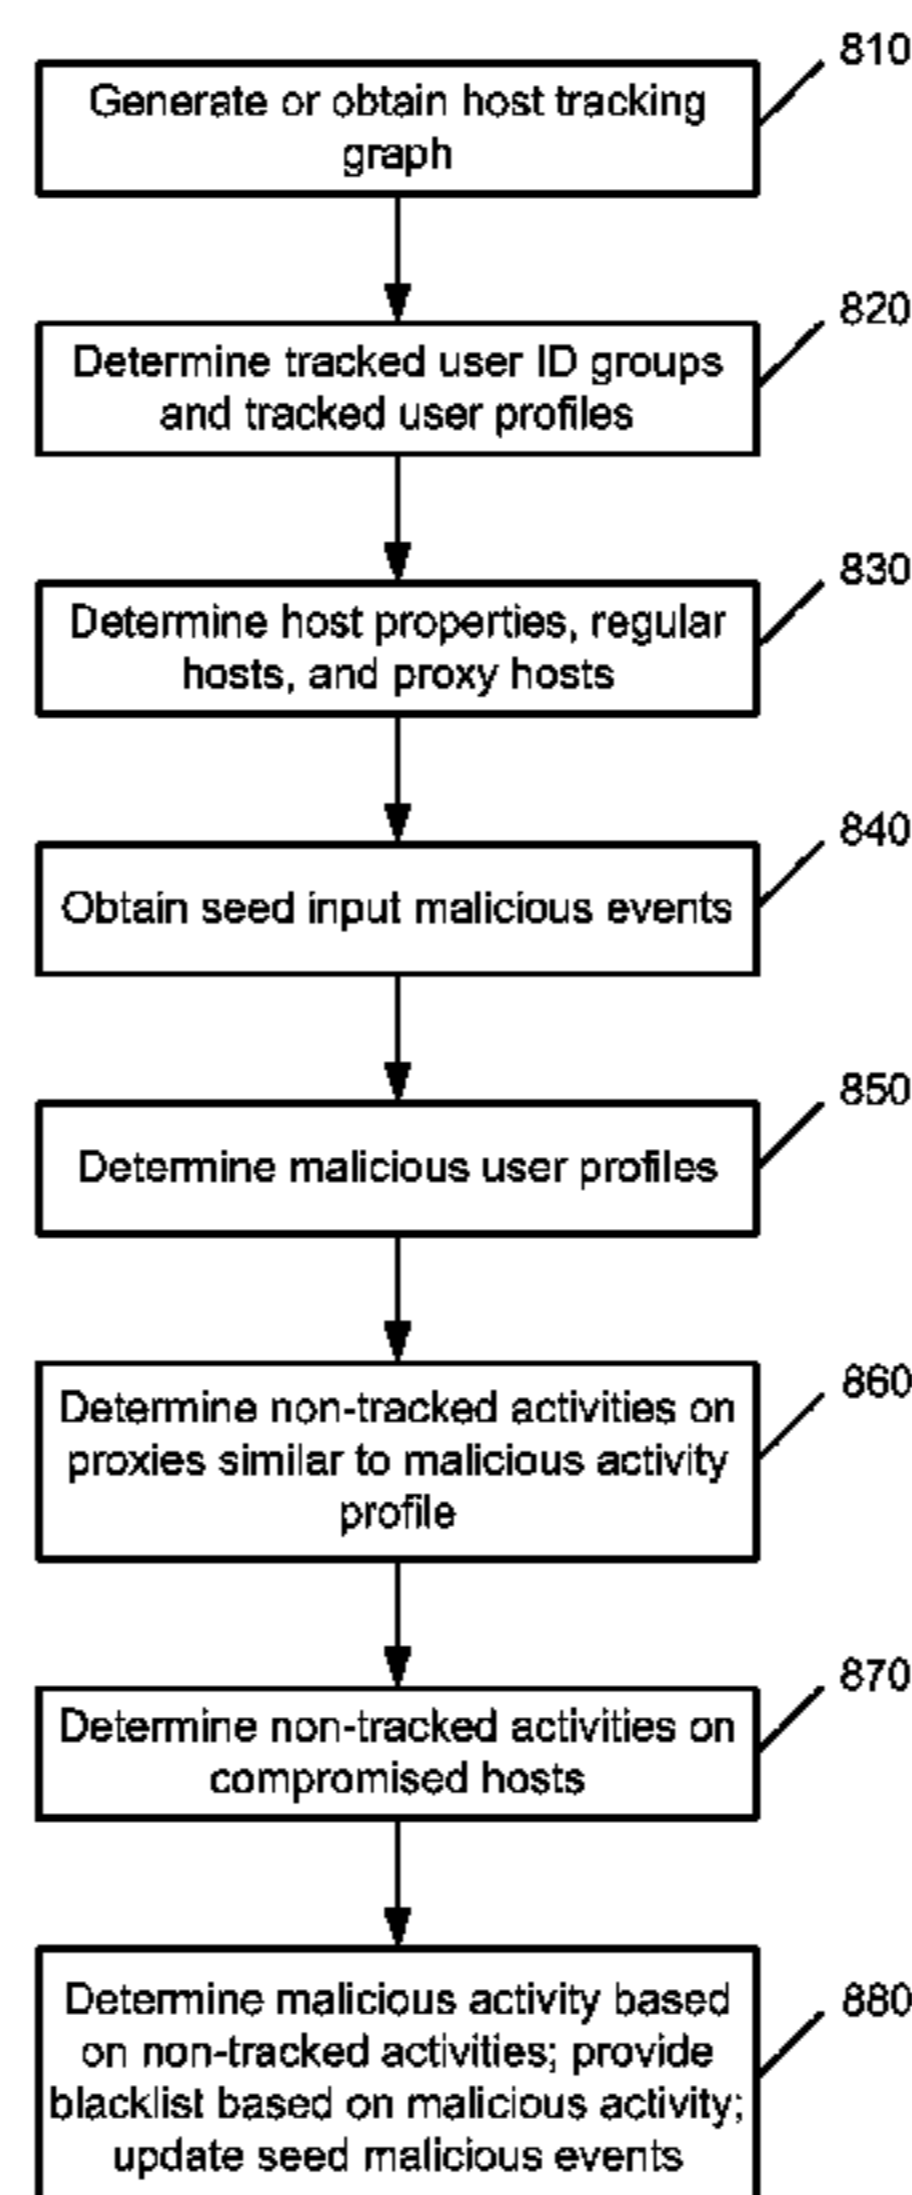 810
Generate or obtain host tracking
graph
820
Determine tracked user ID groups
and tracked user profiles
830
Determine host properties, regular
hosts, and proxy hosts
840
Obtain seed input malicious events
850
Determine malicious user profiles
860
Determine non-tracked activities on
proxies similar to malicious activity
profile
870
Determine non-tracked activities on
compromised hosts
880
Determine malicious activity based
on non-tracked activities; provide
blacklist based on malicious activity;
update seed malicious events